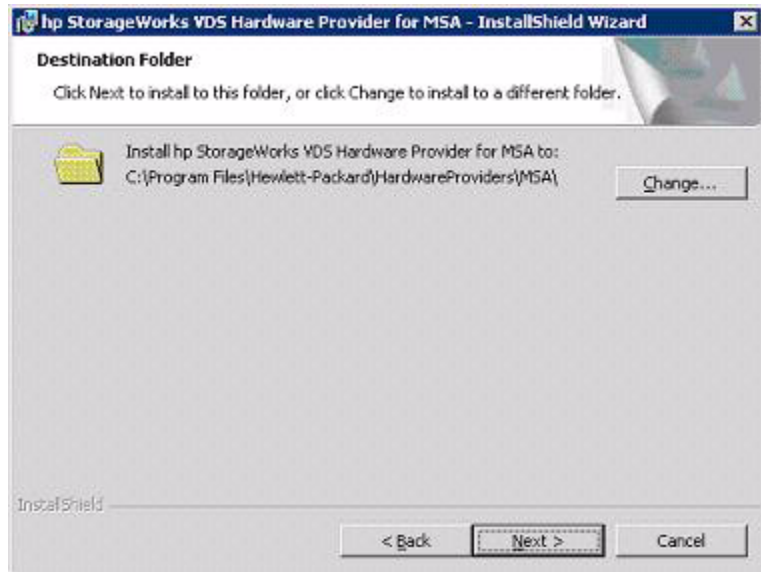 hp StorageWorks VDS Hardware Provider for MSA - InstallShield Wizard
Destination Folder
Click Next to install to this folder, or click Change to install to a different folder.
Install hp StorageWorks VDS Hardware Provider for MSA to:
C:\Program Files\Hewlett-Packard\HardwareProviders\MSA\
Change...
InstallShield
< Back
Next >
Cancel